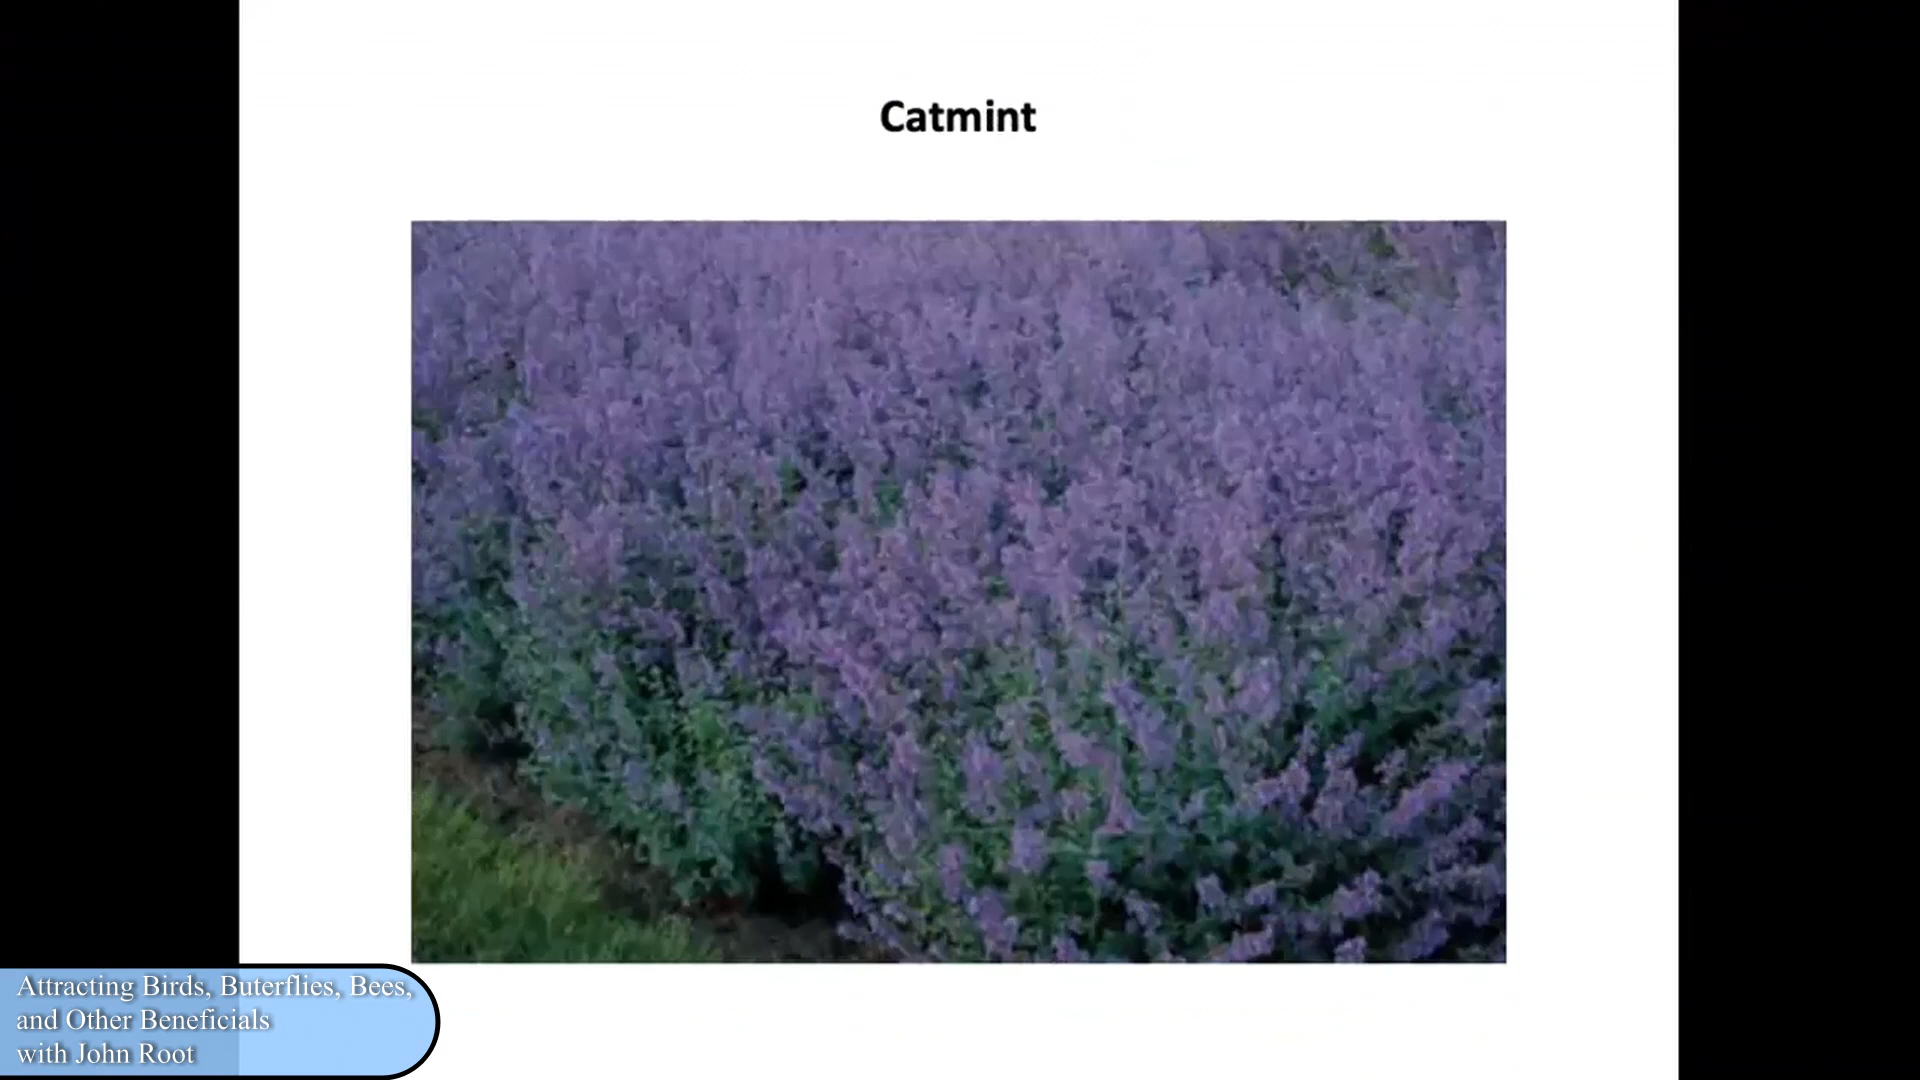 Catmint
Attracting Birds, Buterflies, Bees,
and Other Beneficials
with John Root